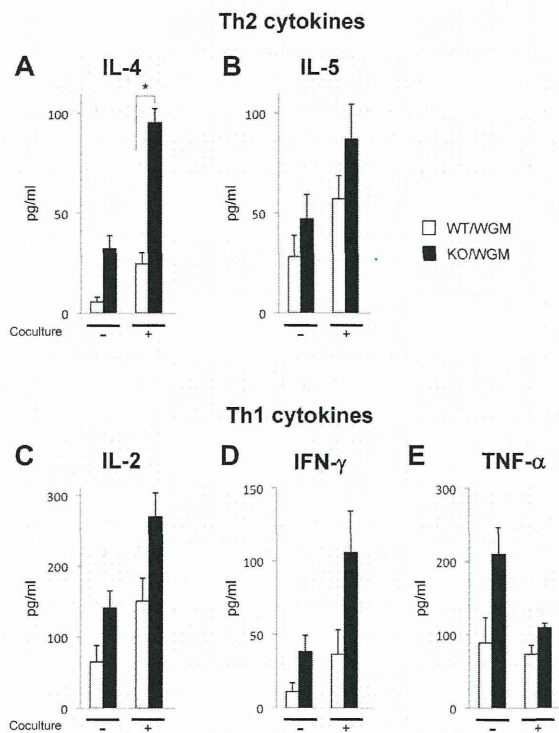 Th2 cytokines
A IL-4
B IL-5
*
100
50
0
pg/ml
Coculture - +
100
50
0
pg/ml
- +
WT/WGM
KO/WGM
Th1 cytokines
C IL-2
D IFN-γ
E TNF-α
300
200
100
0
pg/ml
Coculture - +
150
100
50
0
pg/ml
- +
300
200
100
0
pg/ml
- +